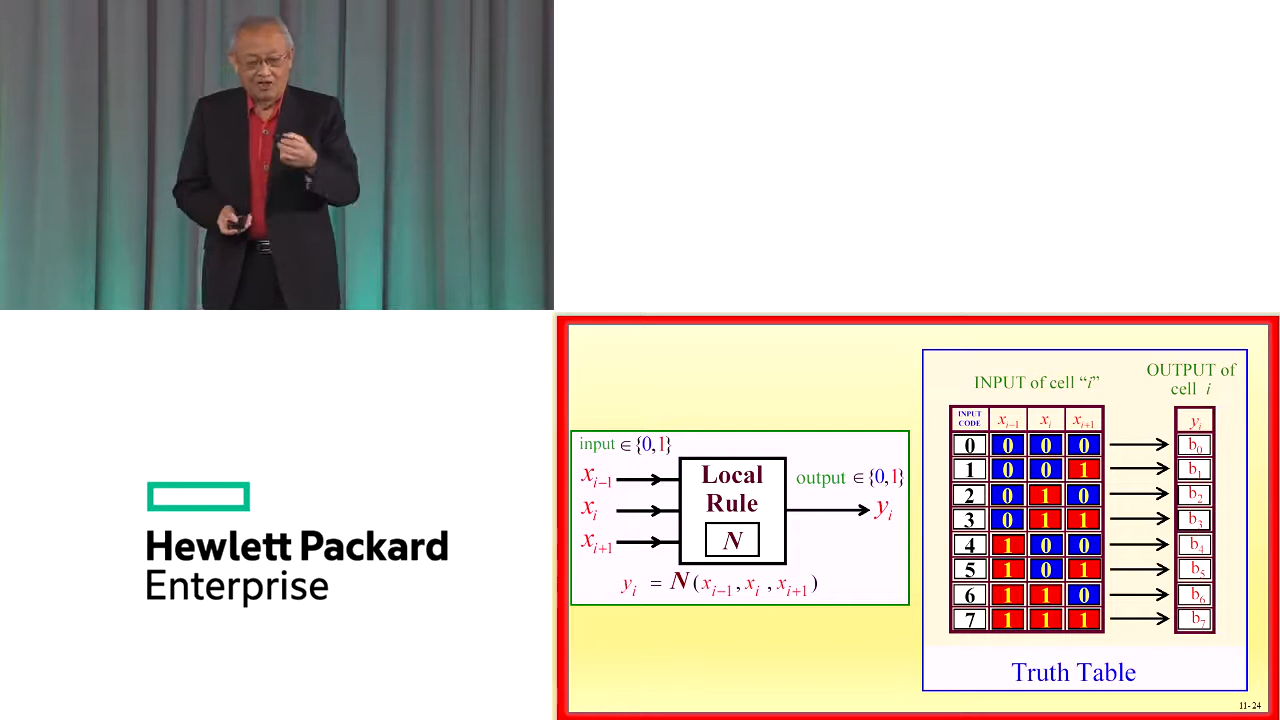 Hewlett Packard
Enterprise
input ∈ {0,1}
x_{i−1}
x_i
x_{i+1}
Local
Rule
N
output ∈ {0,1}
y_i
y_i = N(x_{i−1}, x_i, x_{i+1})
INPUT of cell “i”
OUTPUT of
cell i
INPUT CODE x_{i−1} x_i x_{i+1} y_i
0 0 0 0 b_0
1 0 0 1 b_1
2 0 1 0 b_2
3 0 1 1 b_3
4 1 0 0 b_4
5 1 0 1 b_5
6 1 1 0 b_6
7 1 1 1 b_7
Truth Table
11-24